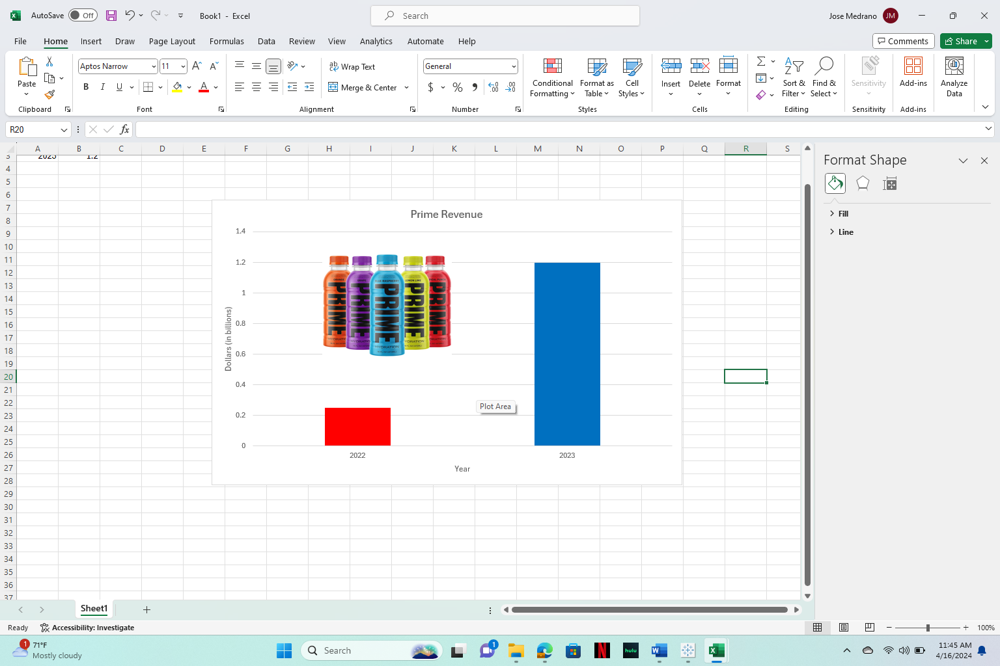 AutoSave Off Book1 - Excel Search Jose Medrano JM
File Home Insert Draw Page Layout Formulas Data Review View Analytics Automate Help Comments Share
Paste Aptos Narrow 11 Wrap Text General Conditional Formatting Format as Table Cell Styles Insert Delete Format Sort & Filter Find & Select Sensitivity Add-ins Analyze Data
B I U Merge & Center $ %
Clipboard Font Alignment Number Styles Cells Editing Sensitivity Add-ins
R20 fx
A B C D E F G H I J K L M N O P Q R S
3 2023 1.2
4
5
6
7
8
9
10
11
12
13
14
15
16
17
18
19
20
21
22
23
24
25
26
27
28
29
30
31
32
33
34
35
36
37
Prime Revenue
1.4
1.2
1
0.8
0.6
0.4
0.2
0
Dollars (in billions)
PRIME PRIME PRIME PRIME PRIME
HYDRATION
Plot Area
2022 2023
Year
Format Shape
Fill
Line
Sheet1
Ready Accessibility: Investigate 100%
1 71°F
Mostly cloudy
Search
1
hulu
11:45 AM
4/16/2024